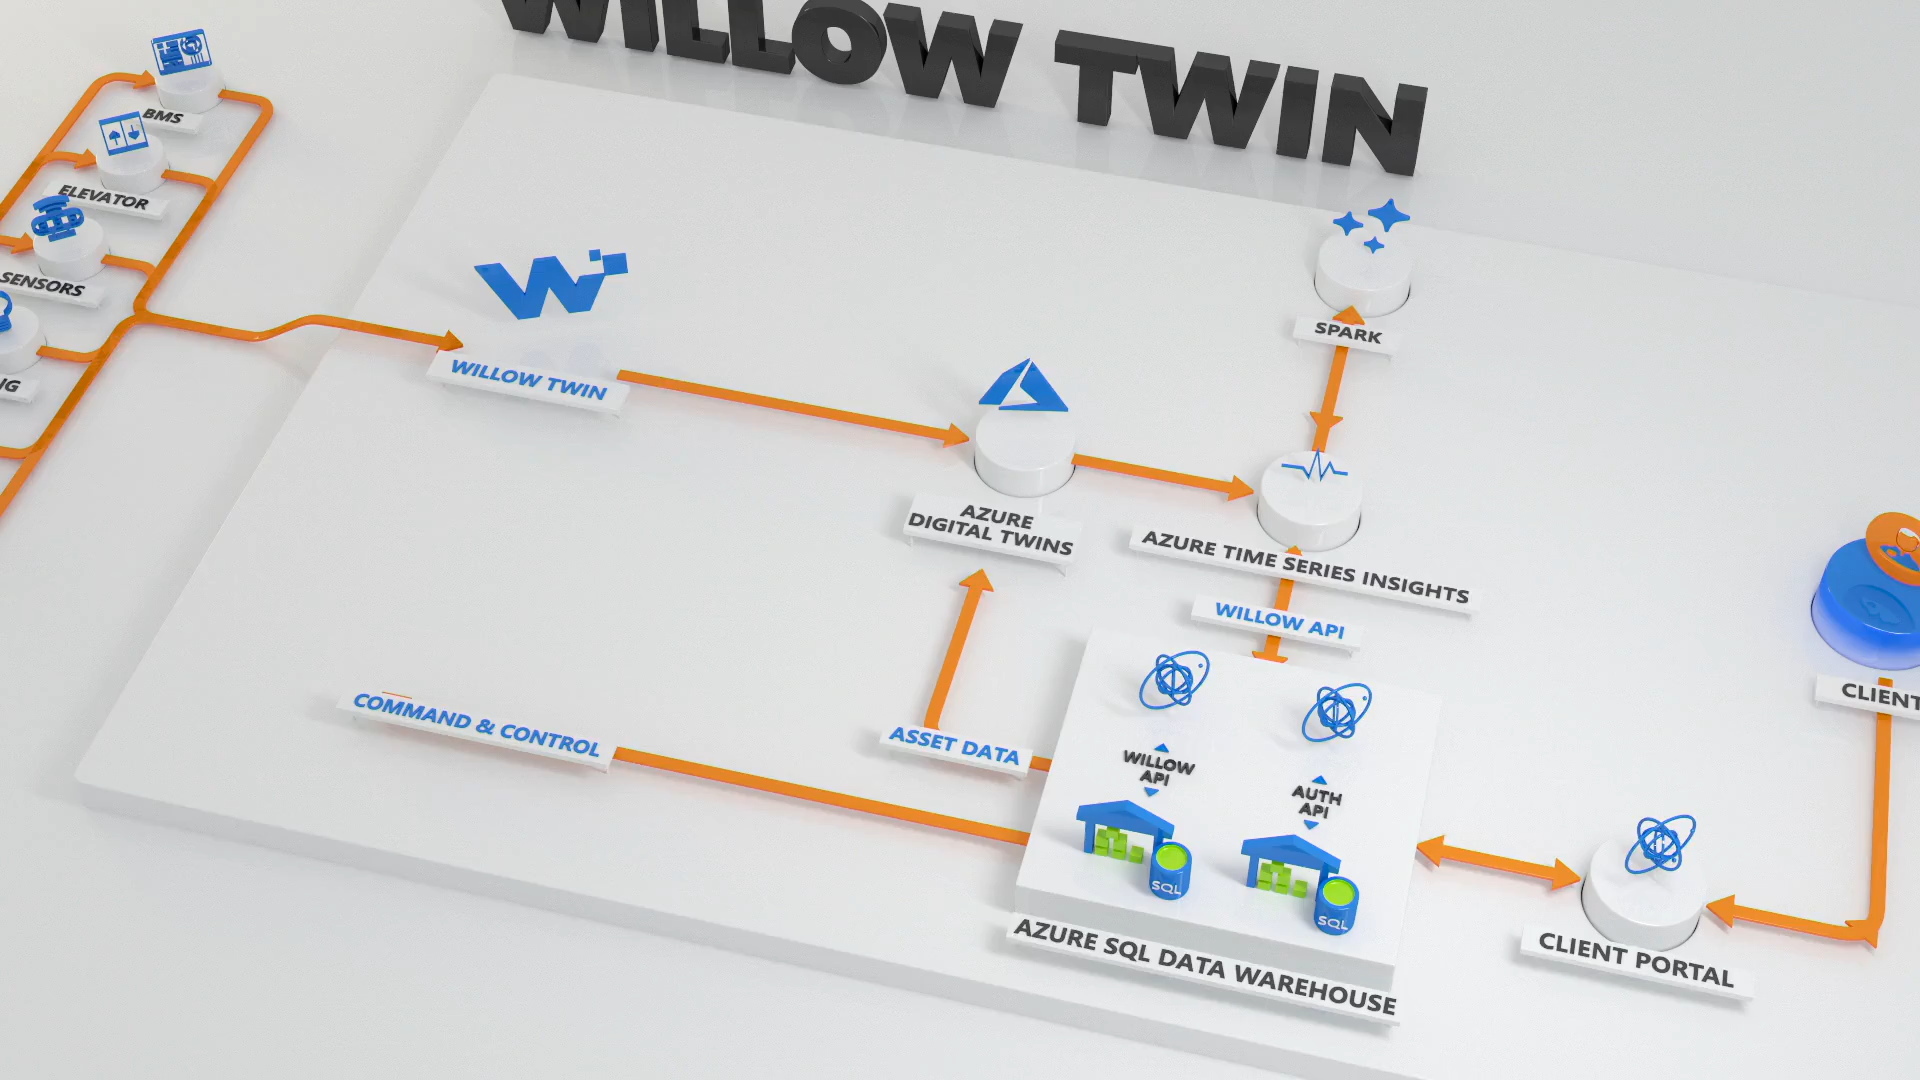 WILLOW TWIN
BMS
ELEVATOR
SENSORS
SPARK
WILLOW TWIN
AZURE
DIGITAL TWINS
AZURE TIME SERIES INSIGHTS
WILLOW API
CLIENT
COMMAND & CONTROL
ASSET DATA
WILLOW
API
AUTH
API
SQL
SQL
AZURE SQL DATA WAREHOUSE
CLIENT PORTAL